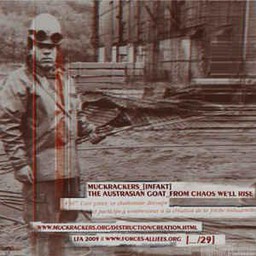 MUCKRACKERS_[INFAKT]
THE AUSTRASIAN GOAT_FROM CHAOS WE'LL RISE
WWW.MUCKRACKERS.ORG/DESTRUCTION/CREATION.HTML
LFA 2009 // WWW.FORCES-ALLIEES.ORG [.../29]